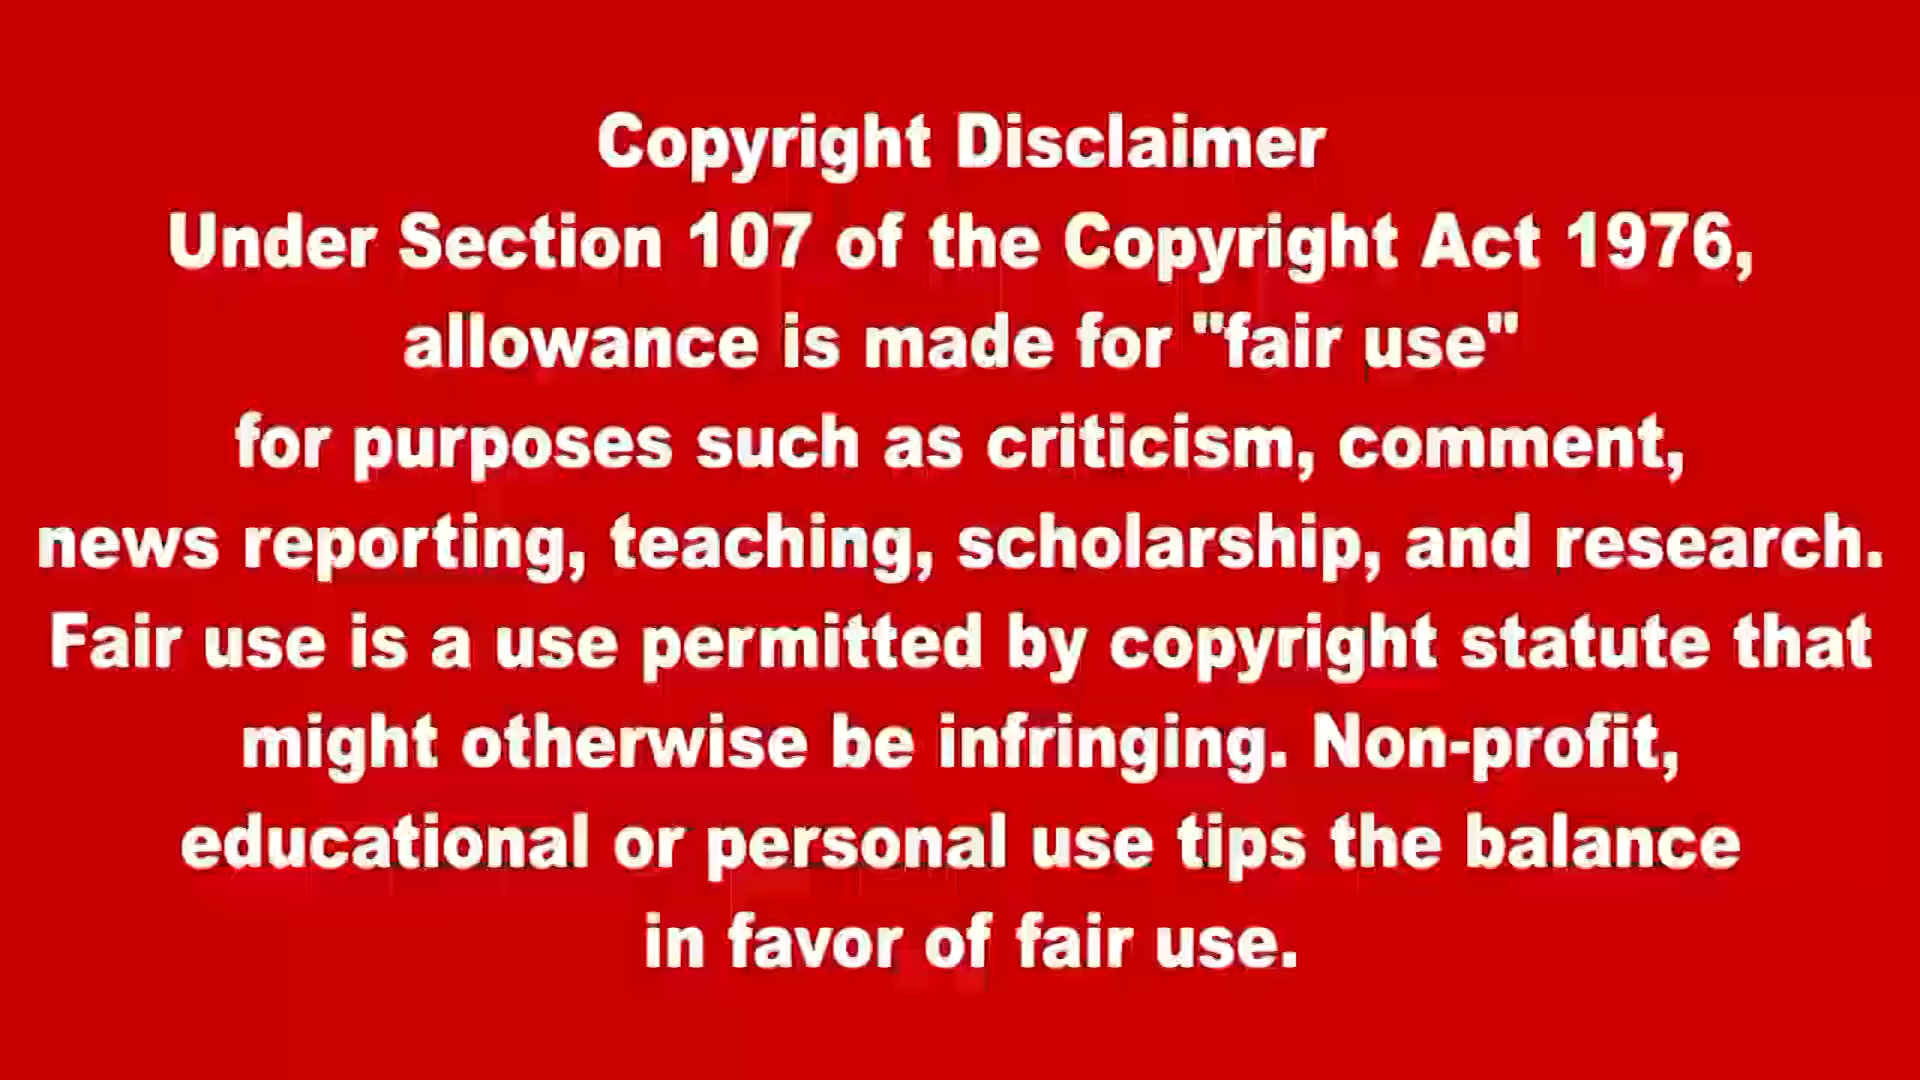 Copyright Disclaimer
Under Section 107 of the Copyright Act 1976,
allowance is made for "fair use"
for purposes such as criticism, comment,
news reporting, teaching, scholarship, and research.
Fair use is a use permitted by copyright statute that
might otherwise be infringing. Non-profit,
educational or personal use tips the balance
in favor of fair use.